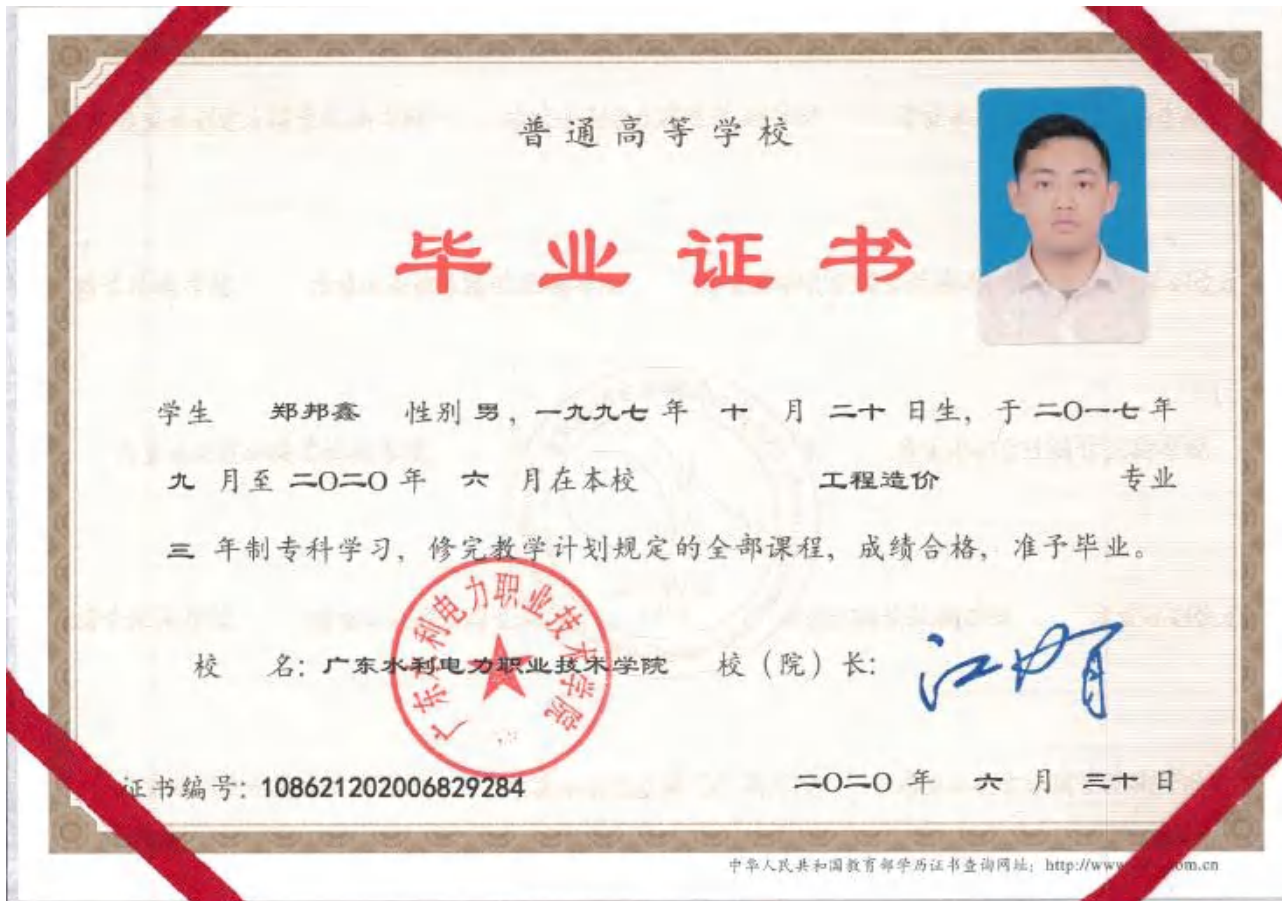 普通高等学校
毕业证书
学生 郑邦鑫 性别 男，一九九七 年 十 月 二十 日生，于 二〇一七 年
九 月至 二〇二〇 年 六 月在本校 工程造价 专业
三 年制专科学习，修完教学计划规定的全部课程，成绩合格，准予毕业。
广东水利电力职业技术学院
校 名：广东水利电力职业技术学院 校（院）长：
证书编号：108621202006829284 二〇二〇 年 六 月 三十 日
中华人民共和国教育部学历证书查询网址：http://www
om.cn